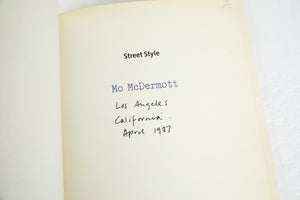 Street Style
Mo McDermott
Los Angeles
California.
April 1987